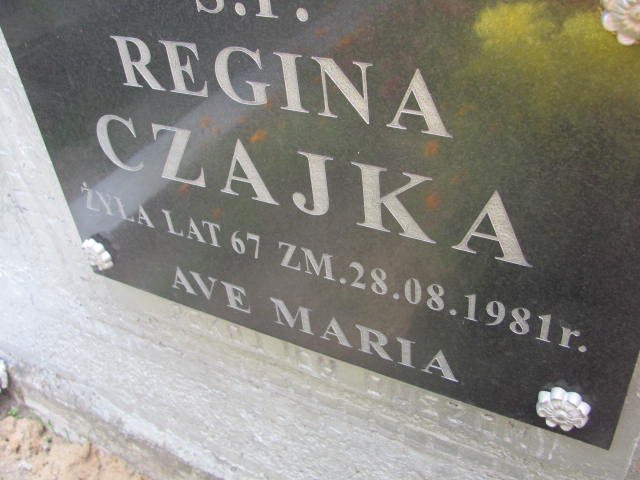 Ś.P.
REGINA
CZAJKA
ŻYŁA LAT 67 ZM.28.08.1981r.
AVE MARIA